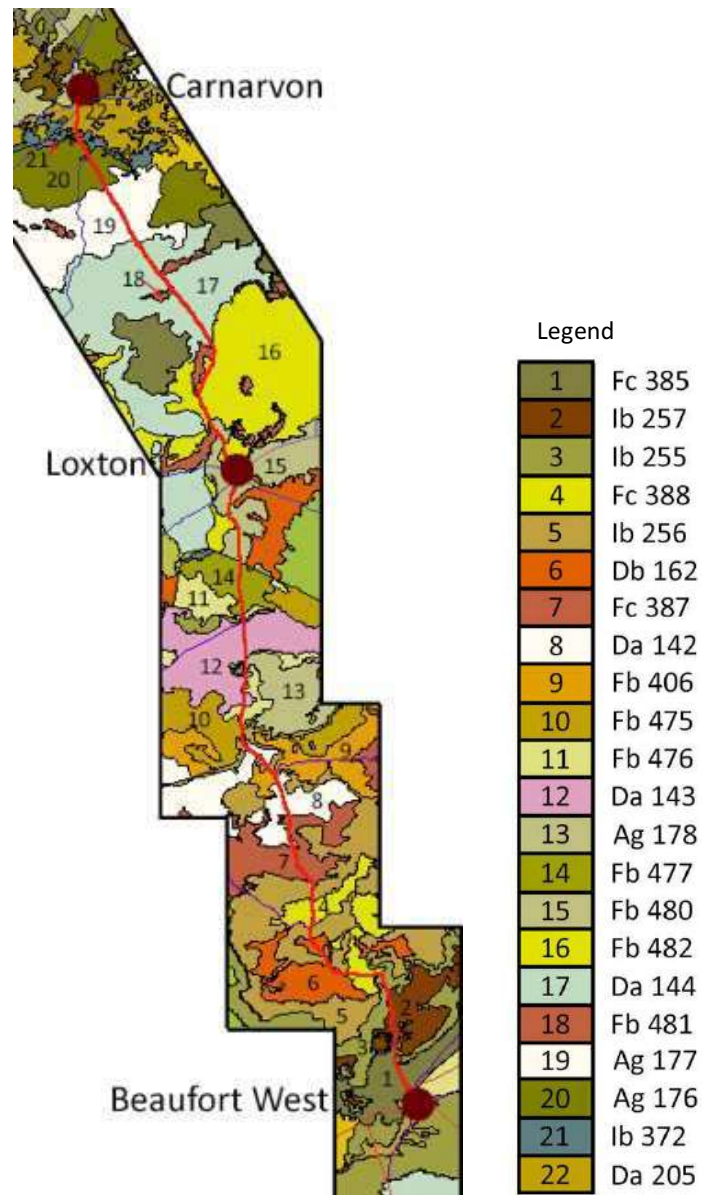 Carnarvon
22
21
20
19
18
17
16
Loxton
15
14
11
12
13
10
9
8
7
4
6
5
2
3
1
Beaufort West
Legend
1 Fc 385
2 Ib 257
3 Ib 255
4 Fc 388
5 Ib 256
6 Db 162
7 Fc 387
8 Da 142
9 Fb 406
10 Fb 475
11 Fb 476
12 Da 143
13 Ag 178
14 Fb 477
15 Fb 480
16 Fb 482
17 Da 144
18 Fb 481
19 Ag 177
20 Ag 176
21 Ib 372
22 Da 205